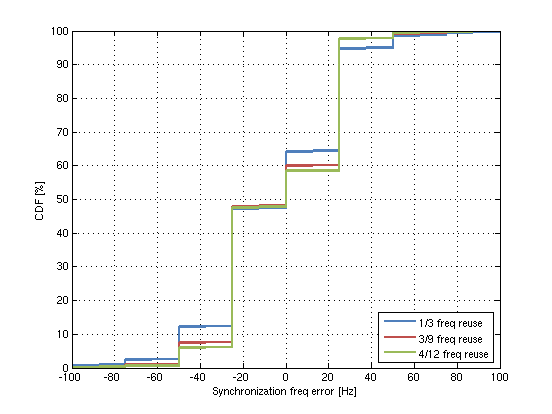 100
90
80
70
60
50
40
30
20
10
0
CDF [%]
-100 -80 -60 -40 -20 0 20 40 60 80 100
Synchronization freq error [Hz]
1/3 freq reuse
3/9 freq reuse
4/12 freq reuse